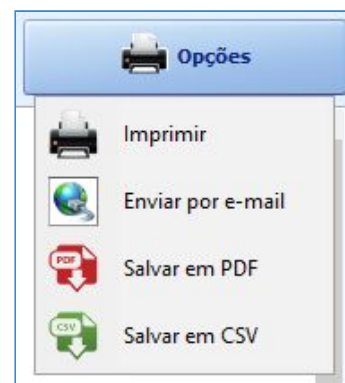 Opções
Imprimir
Enviar por e-mail
PDF
Salvar em PDF
CSV
Salvar em CSV